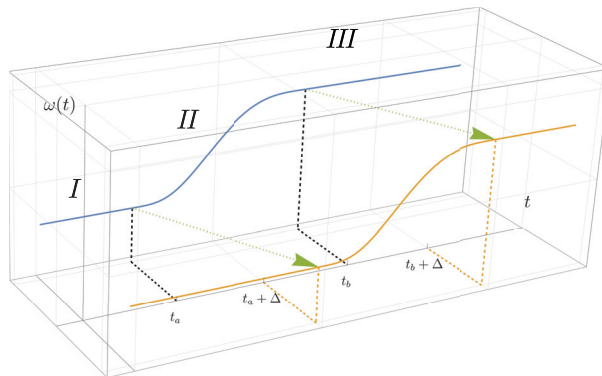 III
ω(t)
II
I
t
t_b + Δ
t_b
t_a + Δ
t_a